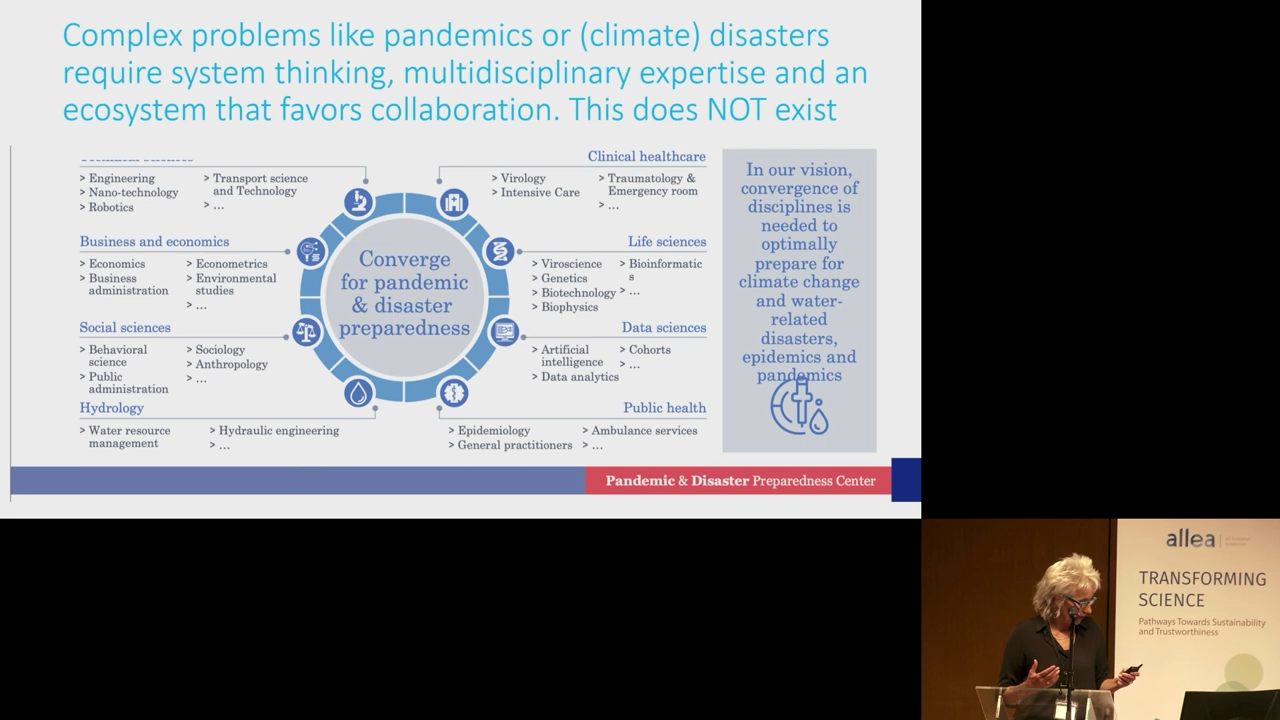 Complex problems like pandemics or (climate) disasters
require system thinking, multidisciplinary expertise and an
ecosystem that favors collaboration. This does NOT exist
> Engineering
> Nano-technology
> Robotics
> Transport science
and Technology
> ...
Clinical healthcare
> Virology
> Intensive Care
> Traumatology &
Emergency room
> ...
Business and economics
> Economics
> Business
administration
> Econometrics
> Environmental
studies
> ...
Life sciences
> Viroscience
> Genetics
> Biotechnology
> Biophysics
> Bioinformatic
s
> ...
Converge
for pandemic
& disaster
preparedness
Social sciences
> Behavioral
science
> Public
administration
> Sociology
> Anthropology
> ...
Data sciences
> Artificial
intelligence
> Data analytics
> Cohorts
> ...
Hydrology
> Water resource
management
> Hydraulic engineering
> ...
Public health
> Epidemiology
> General practitioners
> Ambulance services
> ...
In our vision,
convergence of
disciplines is
needed to
optimally
prepare for
climate change
and water-
related
disasters,
epidemics and
pandemics
Pandemic & Disaster Preparedness Center
allea
TRANSFORMING
SCIENCE
Pathways Towards Sustainability
and Trustworthiness